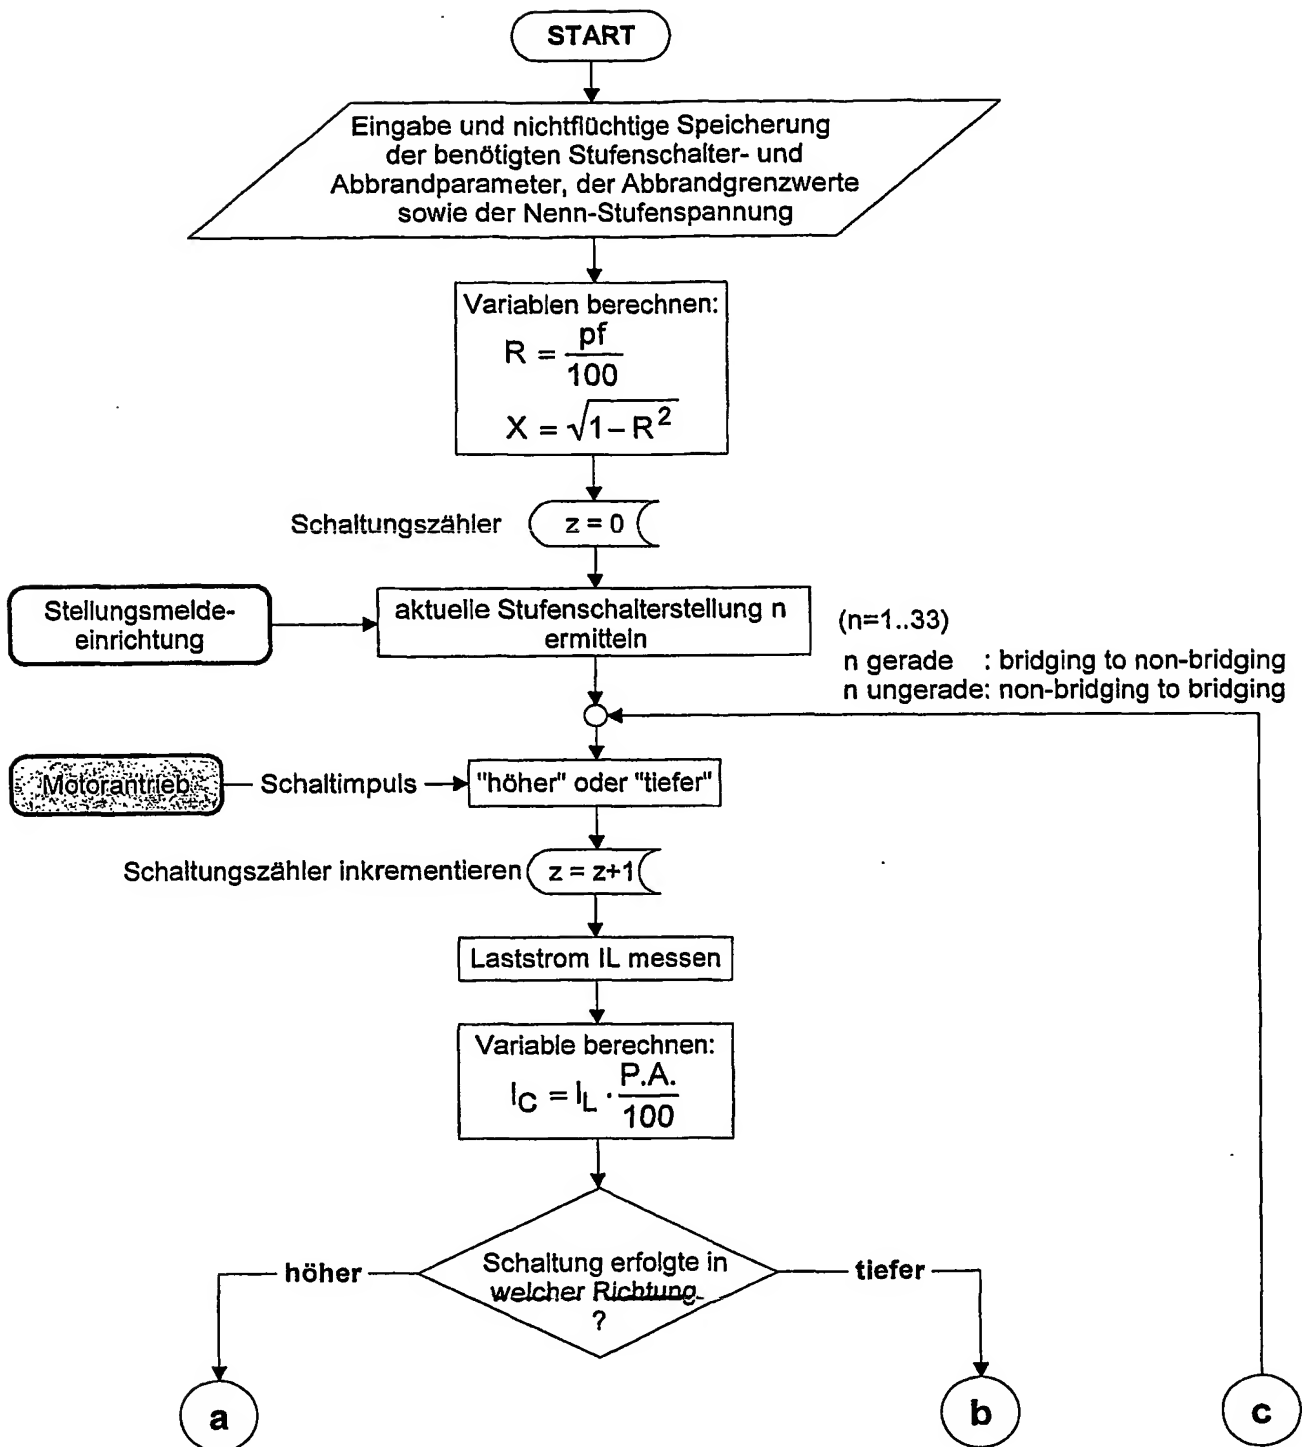 START
Eingabe und nichtflüchtige Speicherung
der benötigten Stufenschalter- und
Abbrandparameter, der Abbrandgrenzwerte
sowie der Nenn-Stufenspannung
Variablen berechnen:
R = pf/100
X = √1–R²
Schaltungszähler
z = 0
Stellungsmelde-
einrichtung
aktuelle Stufenschalterstellung n
ermitteln
(n=1..33)
n gerade : bridging to non-bridging
n ungerade: non-bridging to bridging
Motorantrieb
Schaltimpuls
"höher" oder "tiefer"
Schaltungszähler inkrementieren
z = z+1
Laststrom IL messen
Variable berechnen:
I_C = I_L · P.A./100
Schaltung erfolgte in
welcher Richtung
?
höher
tiefer
a
b
c